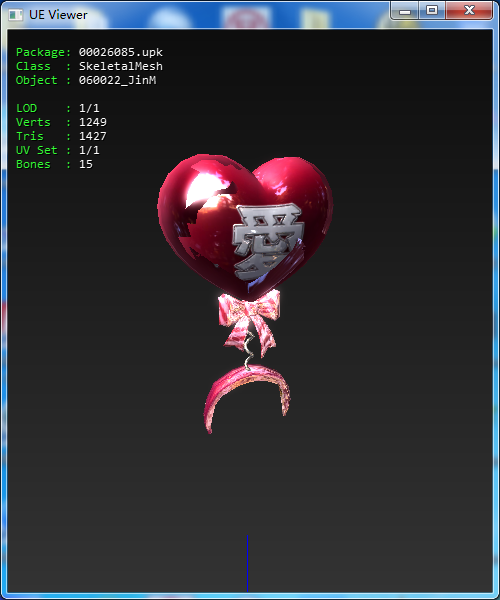 UE Viewer
Package: 00026085.upk
Class : SkeletalMesh
Object : 060022_JinM
LOD : 1/1
Verts : 1249
Tris : 1427
UV Set : 1/1
Bones : 15
愛